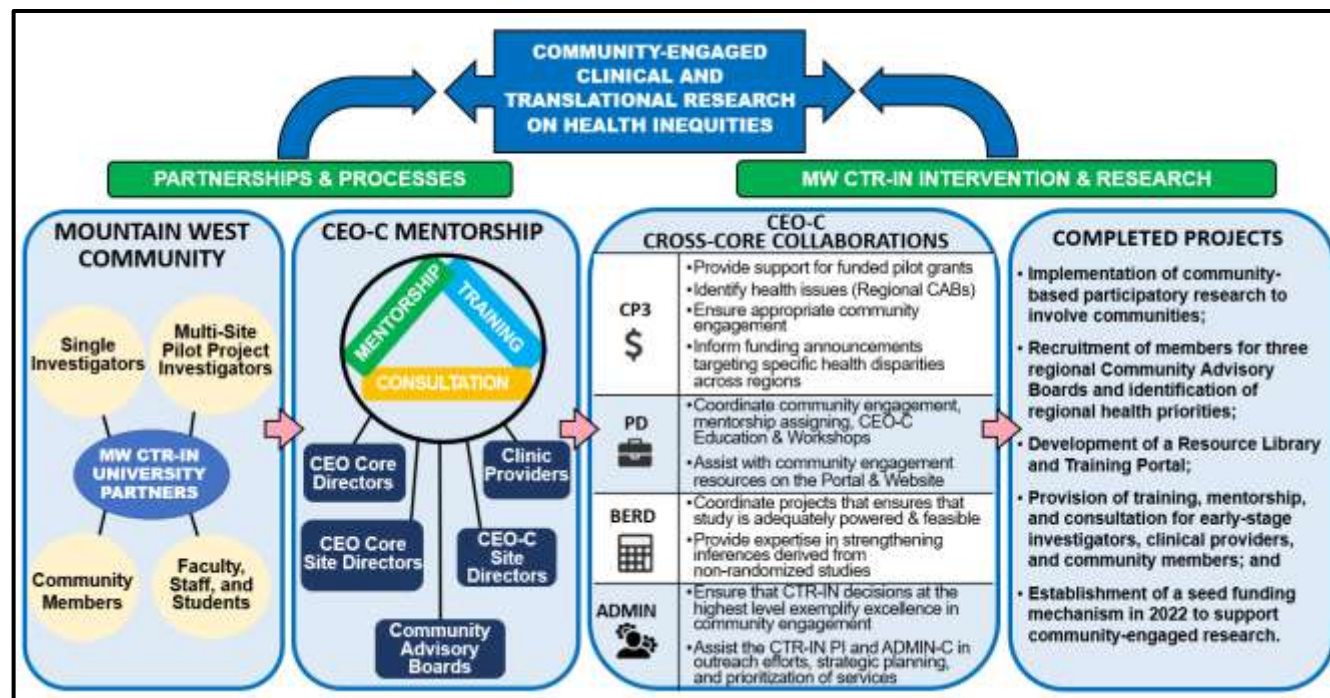 COMMUNITY-ENGAGED
CLINICAL AND
TRANSLATIONAL RESEARCH
ON HEALTH INEQUITIES
PARTNERSHIPS & PROCESSES
MW CTR-IN INTERVENTION & RESEARCH
MOUNTAIN WEST
COMMUNITY
Single
Investigators
Multi-Site
Pilot Project
Investigators
MW CTR-IN
UNIVERSITY
PARTNERS
Community
Members
Faculty,
Staff, and
Students
CEO-C MENTORSHIP
MENTORSHIP
TRAINING
CONSULTATION
CEO Core
Directors
Clinic
Providers
CEO Core
Site Directors
CEO-C
Site
Directors
Community
Advisory
Boards
CEO-C
CROSS-CORE COLLABORATIONS
CP3
$
•Provide support for funded pilot grants
•Identify health issues (Regional CABs)
•Ensure appropriate community
engagement
•Inform funding announcements
targeting specific health disparities
across regions
PD
•Coordinate community engagement,
mentorship assigning, CEO-C
Education & Workshops
•Assist with community engagement
resources on the Portal & Website
BERD
•Coordinate projects that ensures that
study is adequately powered & feasible
•Provide expertise in strengthening
inferences derived from
non-randomized studies
ADMIN
•Ensure that CTR-IN decisions at the
highest level exemplify excellence in
community engagement
•Assist the CTR-IN PI and ADMIN-C in
outreach efforts, strategic planning,
and prioritization of services
COMPLETED PROJECTS
• Implementation of community-
based participatory research to
involve communities;
• Recruitment of members for three
regional Community Advisory
Boards and identification of
regional health priorities;
• Development of a Resource Library
and Training Portal;
• Provision of training, mentorship,
and consultation for early-stage
investigators, clinical providers,
and community members; and
• Establishment of a seed funding
mechanism in 2022 to support
community-engaged research.